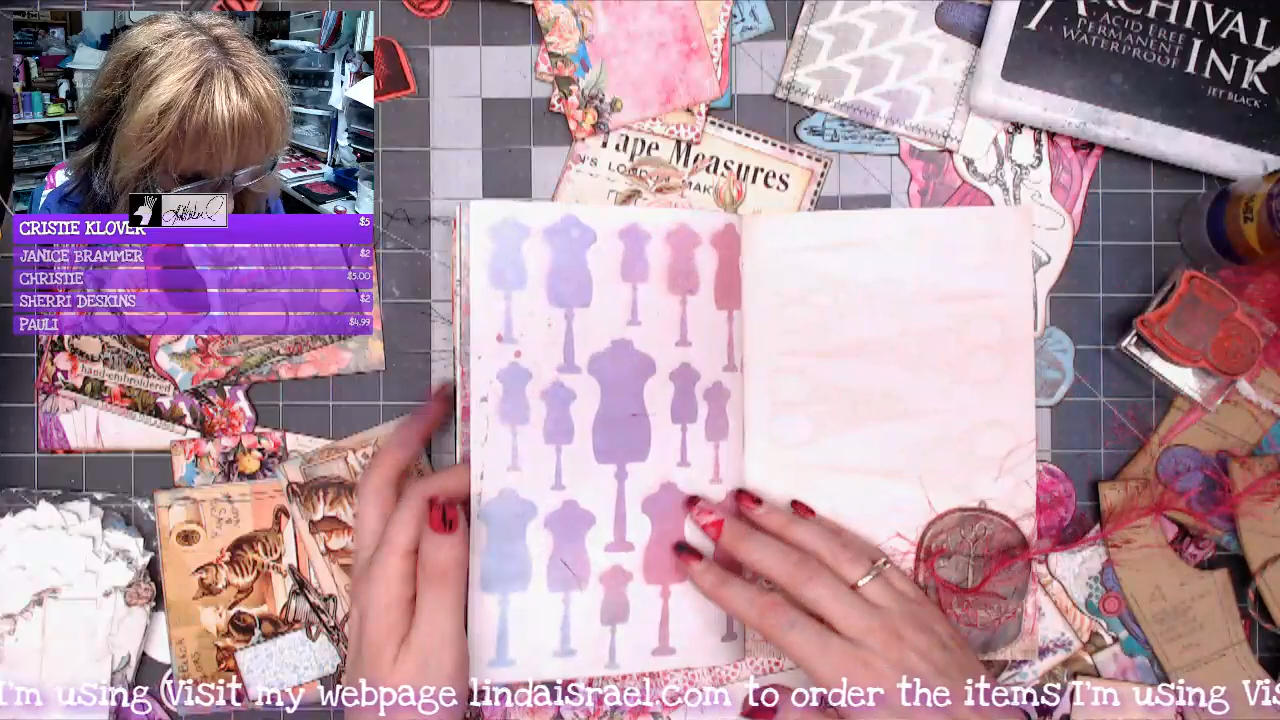 CRISTIE KLOVER $5
JANICE BRAMMER $2
CHRISTIE $5.00
SHERRI DESKINS $2
PAULI $4.99
ARCHIVAL
ACID FREE
PERMANENT
WATERPROOF
INK
JET BLACK
Tape Measures
hand-embroidered
4
I'm using (Visit my webpage lindaisrael.com to order the items I'm using Vis